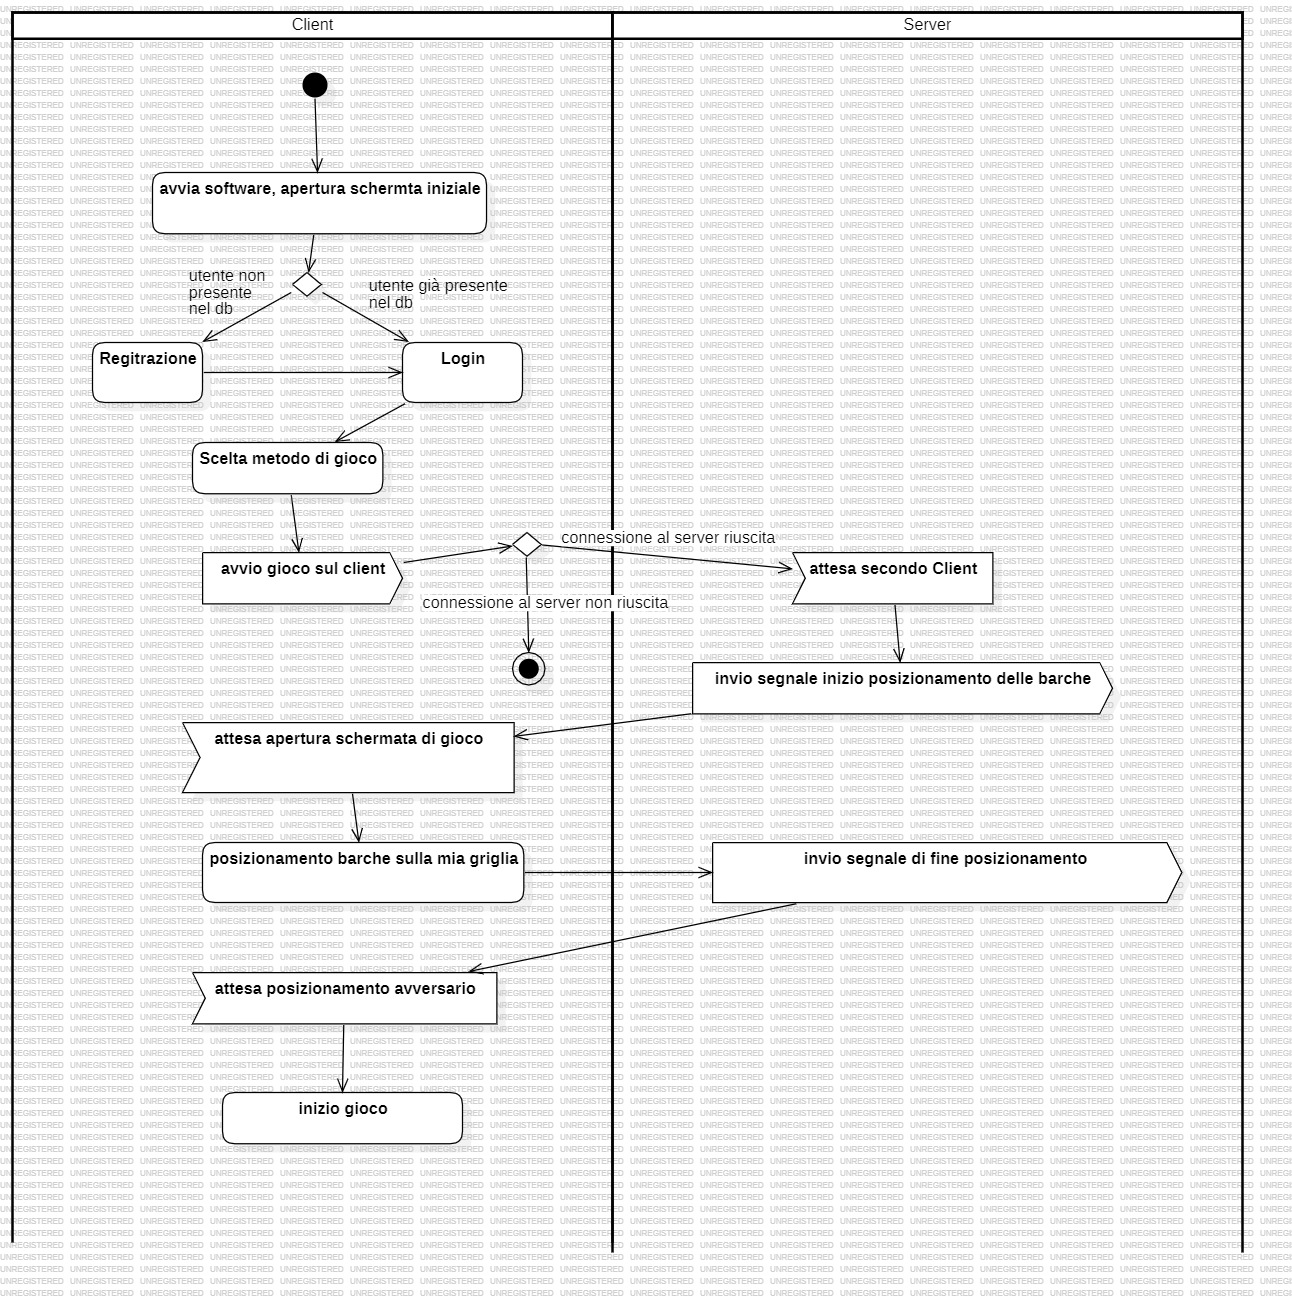 Client
Server
avvia software, apertura schermta iniziale
utente non
presente
nel db
utente già presente
nel db
Regitrazione
Login
Scelta metodo di gioco
connessione al server riuscita
avvio gioco sul client
attesa secondo Client
connessione al server non riuscita
invio segnale inizio posizionamento delle barche
attesa apertura schermata di gioco
posizionamento barche sulla mia griglia
invio segnale di fine posizionamento
attesa posizionamento avversario
inizio gioco
UNREGISTERED